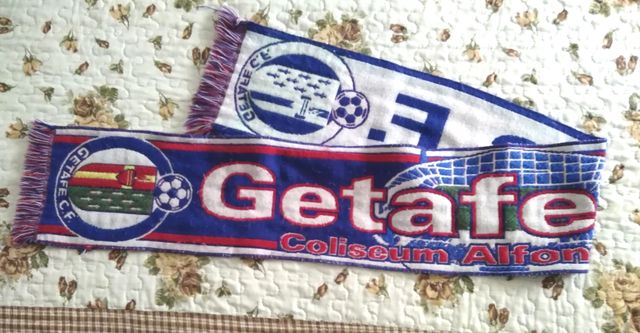 GETAFE C.F.
F.
GETAFE C.F.
Getafe
Coliseum Alfon